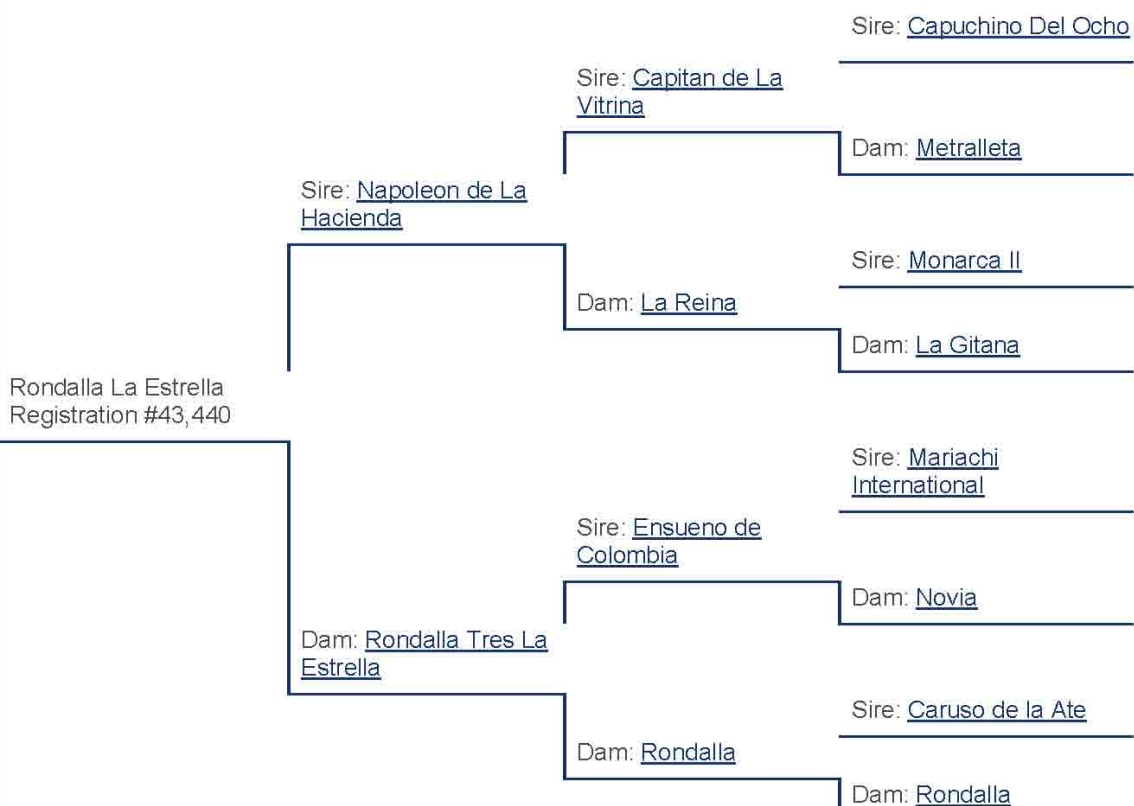 Sire: Capuchino Del Ocho
Sire: Capitan de La
Vitrina
Dam: Metralleta
Sire: Napoleon de La
Hacienda
Sire: Monarca II
Dam: La Reina
Dam: La Gitana
Rondalla La Estrella
Registration #43,440
Sire: Mariachi
International
Sire: Ensueno de
Colombia
Dam: Novia
Dam: Rondalla Tres La
Estrella
Sire: Caruso de la Ate
Dam: Rondalla
Dam: Rondalla